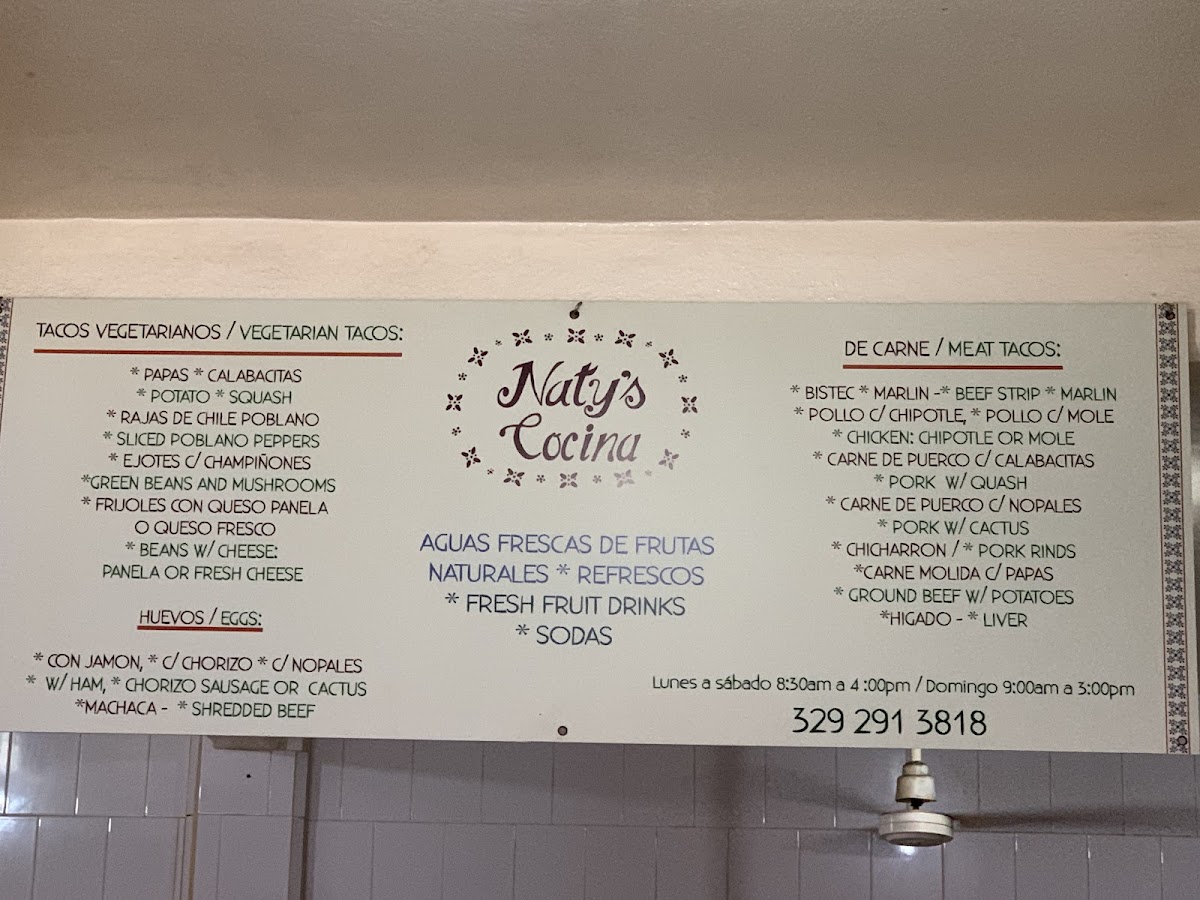 TACOS VEGETARIANOS / VEGETARIAN TACOS:
* PAPAS * CALABACITAS
* POTATO * SQUASH
* RAJAS DE CHILE POBLANO
* SLICED POBLANO PEPPERS
* EJOTES C/ CHAMPIÑONES
*GREEN BEANS AND MUSHROOMS
* FRIJOLES CON QUESO PANELA
O QUESO FRESCO
* BEANS W/ CHEESE:
PANELA OR FRESH CHEESE
HUEVOS / EGGS:
* CON JAMON, * C/ CHORIZO * C/ NOPALES
* W/ HAM, * CHORIZO SAUSAGE OR CACTUS
*MACHACA - * SHREDDED BEEF
Naty's
Cocina
AGUAS FRESCAS DE FRUTAS
NATURALES * REFRESCOS
* FRESH FRUIT DRINKS
* SODAS
DE CARNE / MEAT TACOS:
* BISTEC * MARLIN -* BEEF STRIP * MARLIN
* POLLO C/ CHIPOTLE, * POLLO C/ MOLE
* CHICKEN: CHIPOTLE OR MOLE
* CARNE DE PUERCO C/ CALABACITAS
* PORK W/ QUASH
* CARNE DE PUERCO C/ NOPALES
* PORK W/ CACTUS
* CHICHARRON / * PORK RINDS
*CARNE MOLIDA C/ PAPAS
* GROUND BEEF W/ POTATOES
*HIGADO - * LIVER
Lunes a sábado 8:30am a 4 :00pm / Domingo 9:00am a 3:00pm
329 291 3818